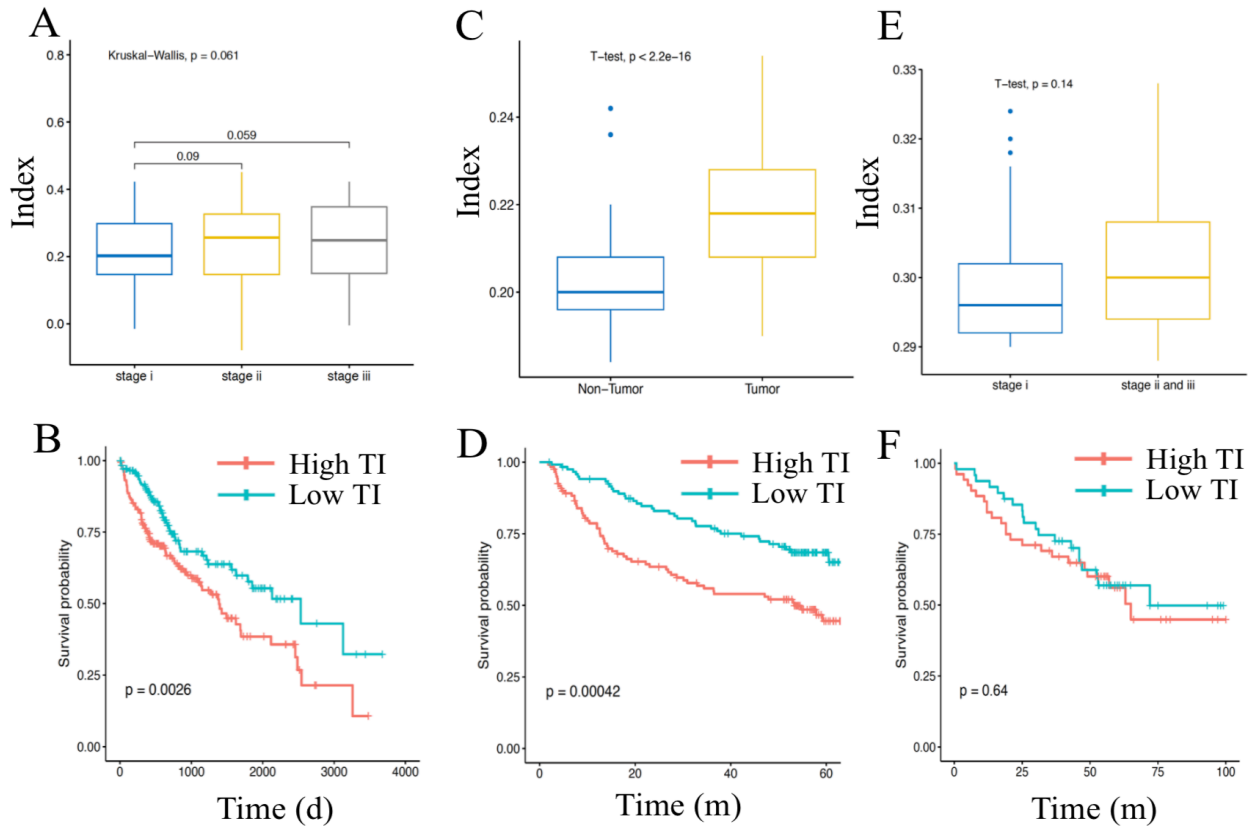 A
Kruskal-Wallis, p = 0.061
Index
0.8
0.6
0.4
0.2
0.0
0.059
0.09
stage i
stage ii
stage iii
C
T-test, p < 2.2e-16
Index
0.24
0.22
0.20
Non-Tumor
Tumor
E
T-test, p = 0.14
Index
0.33
0.32
0.31
0.30
0.29
stage i
stage ii and iii
B
High TI
Low TI
Survival probability
1.00
0.75
0.50
0.25
0.00
p = 0.0026
0
1000
2000
3000
4000
Time (d)
D
High TI
Low TI
Survival probability
1.00
0.75
0.50
0.25
0.00
p = 0.00042
0
20
40
60
Time (m)
F
High TI
Low TI
Survival probability
1.00
0.75
0.50
0.25
0.00
p = 0.64
0
25
50
75
100
Time (m)